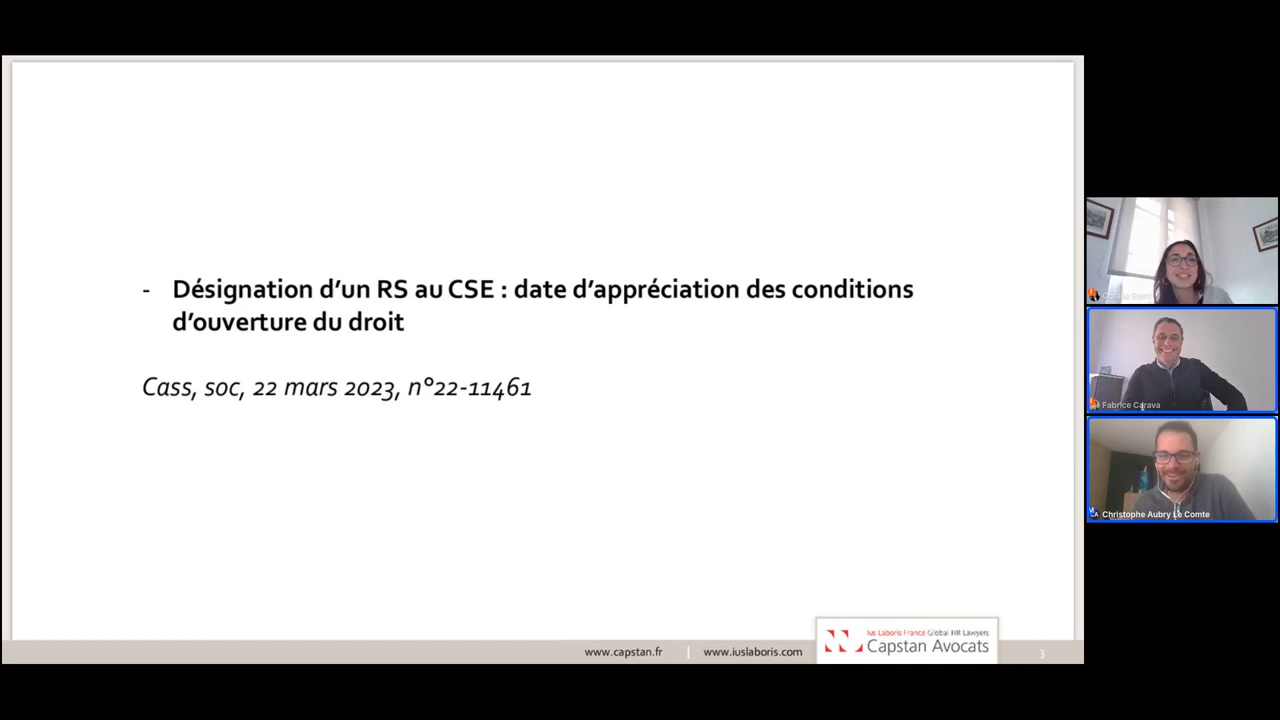 - Désignation d'un RS au CSE : date d'appréciation des conditions
d'ouverture du droit
Cass, soc, 22 mars 2023, n°22-11461
www.capstan.fr | www.iuslaboris.com
Ius Laboris France Global HR Lawyers
Capstan Avocats
3
Fabrice Carava
Christophe Aubry Le Comte